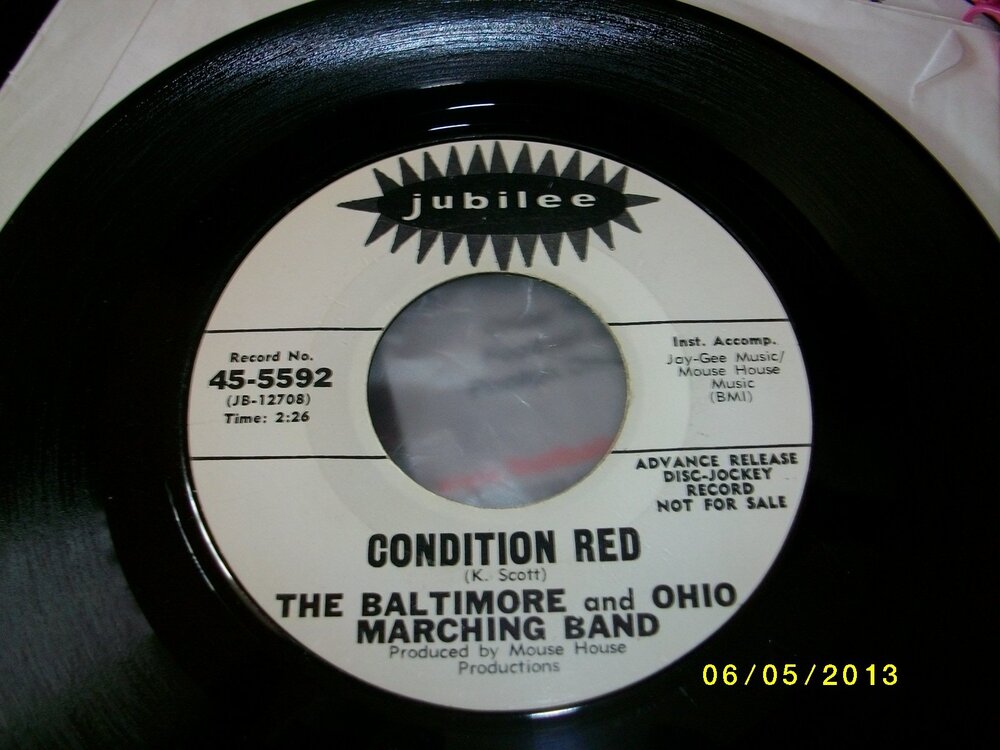 jubilee
Record No.
45-5592
(JB-12708)
Time: 2:26
Inst. Accomp.
Jay-Gee Music/
Mouse House
Music
(BMI)
ADVANCE RELEASE
DISC-JOCKEY
RECORD
NOT FOR SALE
CONDITION RED
(K. Scott)
THE BALTIMORE and OHIO
MARCHING BAND
Produced by Mouse House
Productions
06/05/2013